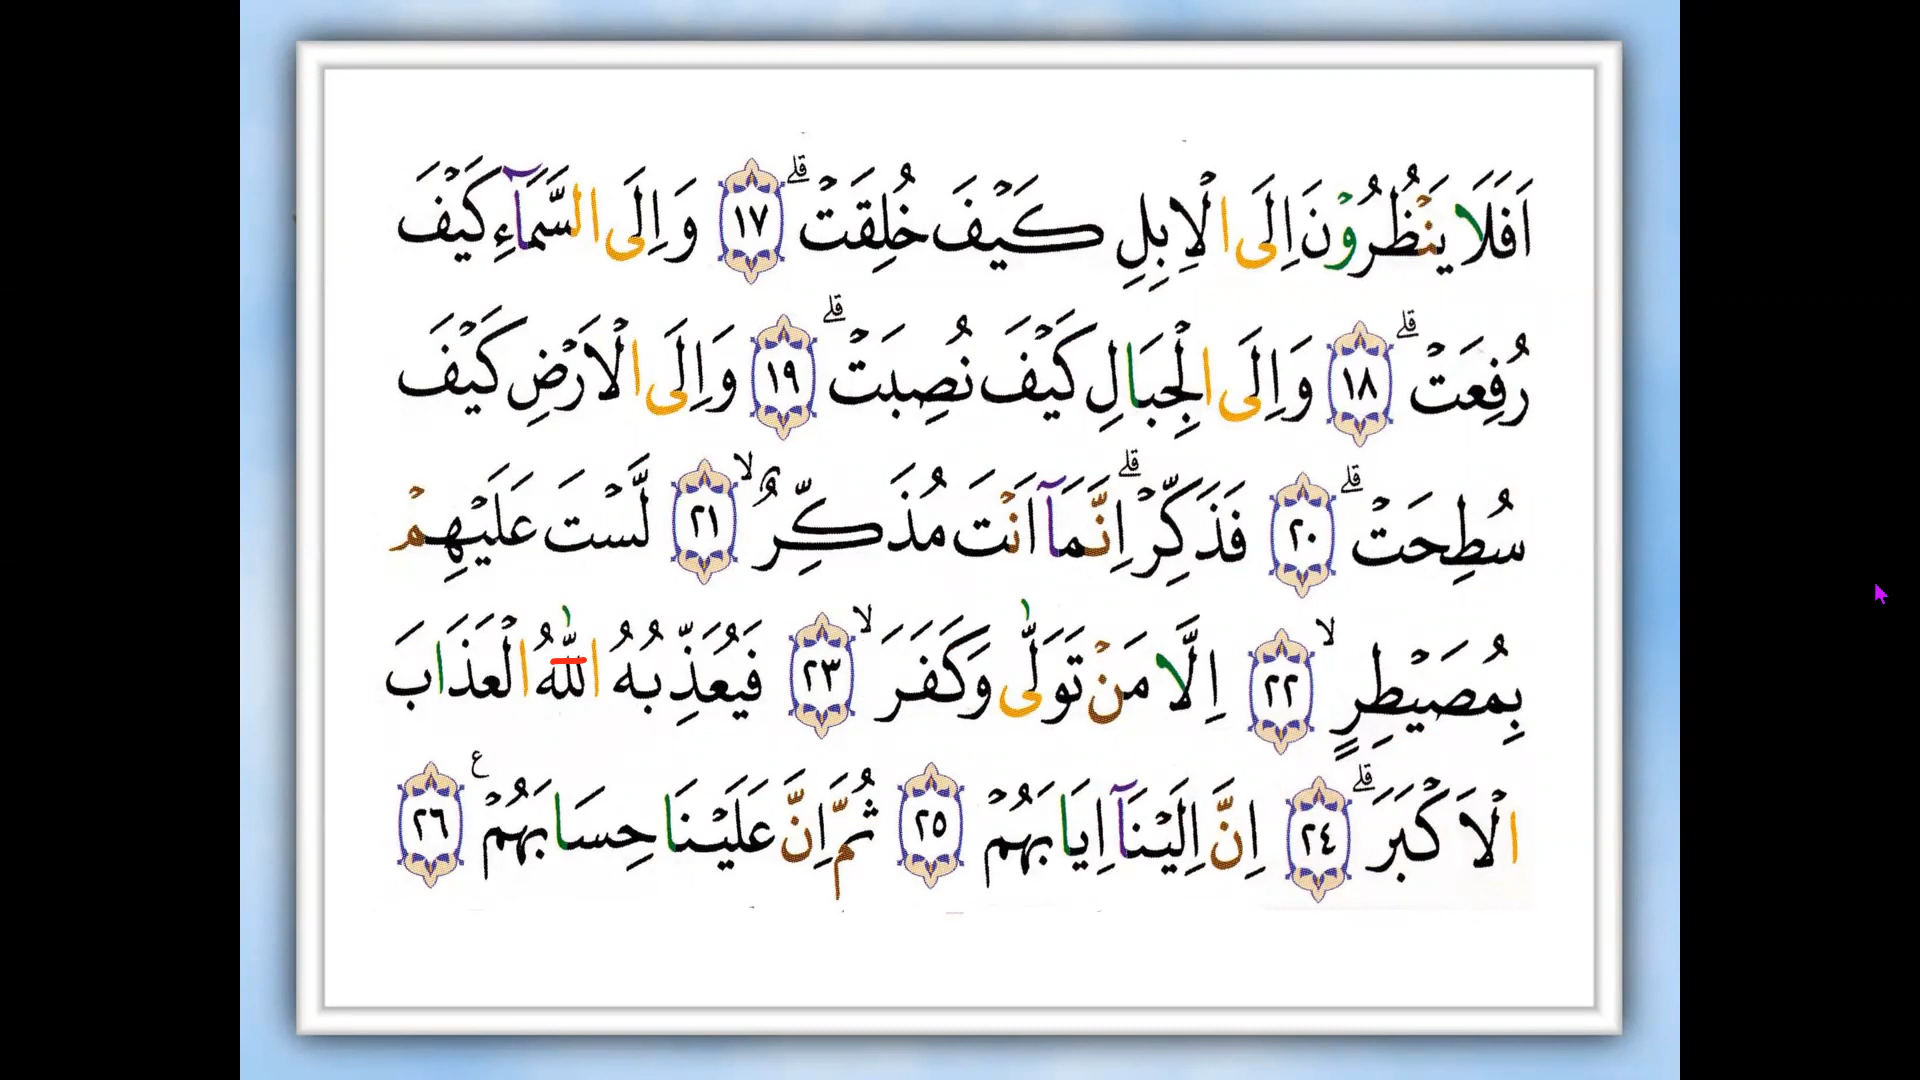 اَفَلَا يَنْظُرُوْنَ اِلَى الْاِبِلِ كَيْفَ خُلِقَتْۗ ١٧ وَاِلَى السَّمَاۤءِ كَيْفَ
رُفِعَتْۗ ١٨ وَاِلَى الْجِبَالِ كَيْفَ نُصِبَتْۗ ١٩ وَاِلَى الْاَرْضِ كَيْفَ
سُطِحَتْۗ ٢٠ فَذَكِّرْۗ اِنَّمَآ اَنْتَ مُذَكِّرٌۙ ٢١ لَّسْتَ عَلَيْهِمْ
بِمُصَيْطِرٍۙ ٢٢ اِلَّا مَنْ تَوَلّٰى وَكَفَرَۙ ٢٣ فَيُعَذِّبُهُ اللّٰهُ الْعَذَابَ
الْاَكْبَرَۗ ٢٤ اِنَّ اِلَيْنَآ اِيَابَهُمْ ٢٥ ثُمَّ اِنَّ عَلَيْنَا حِسَابَهُمْ ع ٢٦